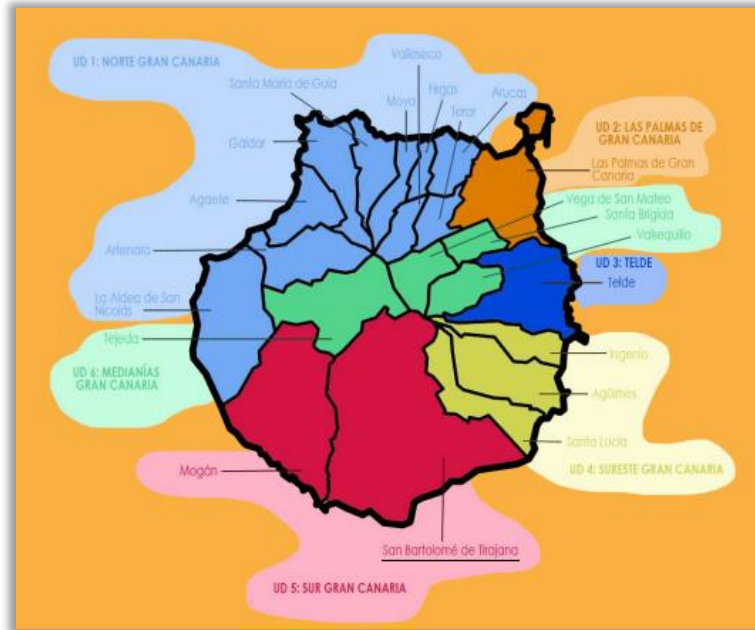 UD 1: NORTE GRAN CANARIA
Valleseco
Santa María de Guía
Firgas
Arucas
Moya
Teror
Gáldar
UD 2: LAS PALMAS DE
GRAN CANARIA
Las Palmas de Gran
Canaria
Agaete
Vega de San Mateo
Santa Brígida
Valsequillo
Artenara
UD 3: TELDE
Telde
La Aldea de San
Nicolás
Tejeda
Ingenio
UD 6: MEDIANÍAS
GRAN CANARIA
Agüimes
Santa Lucía
Mogán
UD 4: SURESTE GRAN CANARIA
San Bartolomé de Tirajana
UD 5: SUR GRAN CANARIA